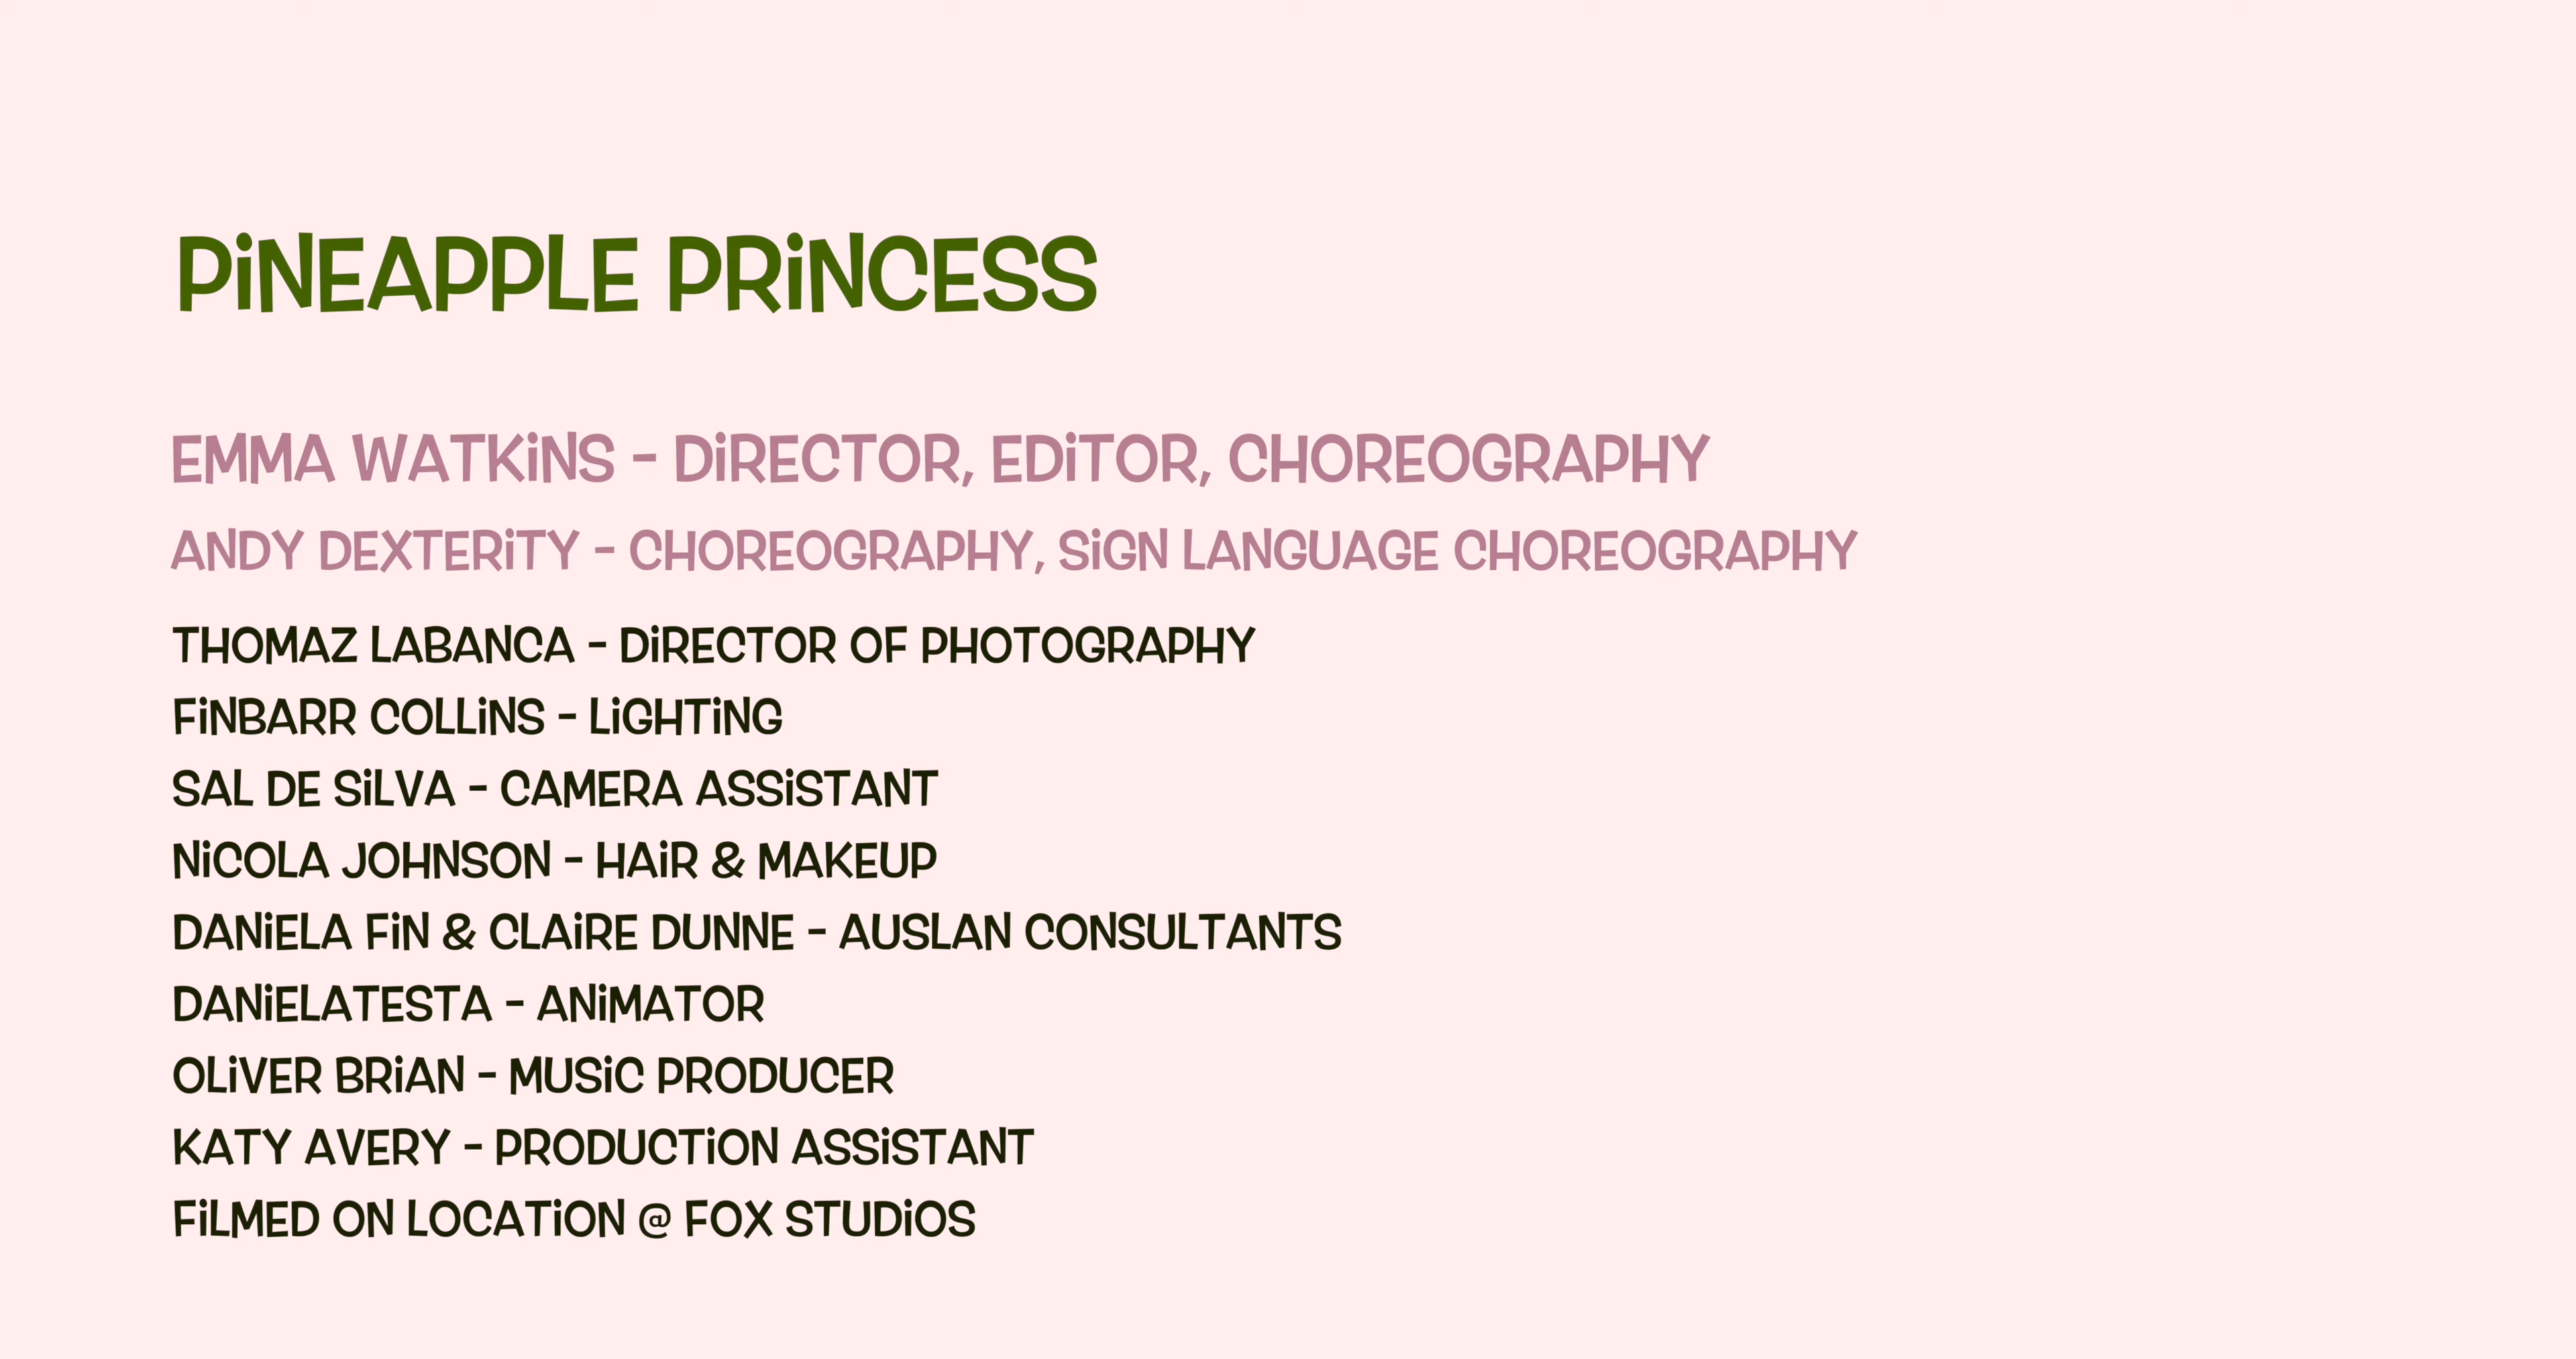 PiNEAPPLE PRiNCESS
EMMA WATKiNS - DiRECTOR, EDiTOR, CHOREOGRAPHY
ANDY DEXTERiTY - CHOREOGRAPHY, SiGN LANGUAGE CHOREOGRAPHY
THOMAZ LABANCA - DiRECTOR OF PHOTOGRAPHY
FiNBARR COLLiNS - LiGHTiNG
SAL DE SiLVA - CAMERA ASSiSTANT
NiCOLA JOHNSON - HAiR & MAKEUP
DANiELA FiN & CLAiRE DUNNE - AUSLAN CONSULTANTS
DANiELATESTA - ANiMATOR
OLiVER BRiAN - MUSiC PRODUCER
KATY AVERY - PRODUCTiON ASSiSTANT
FiLMED ON LOCATiON @ FOX STUDiOS